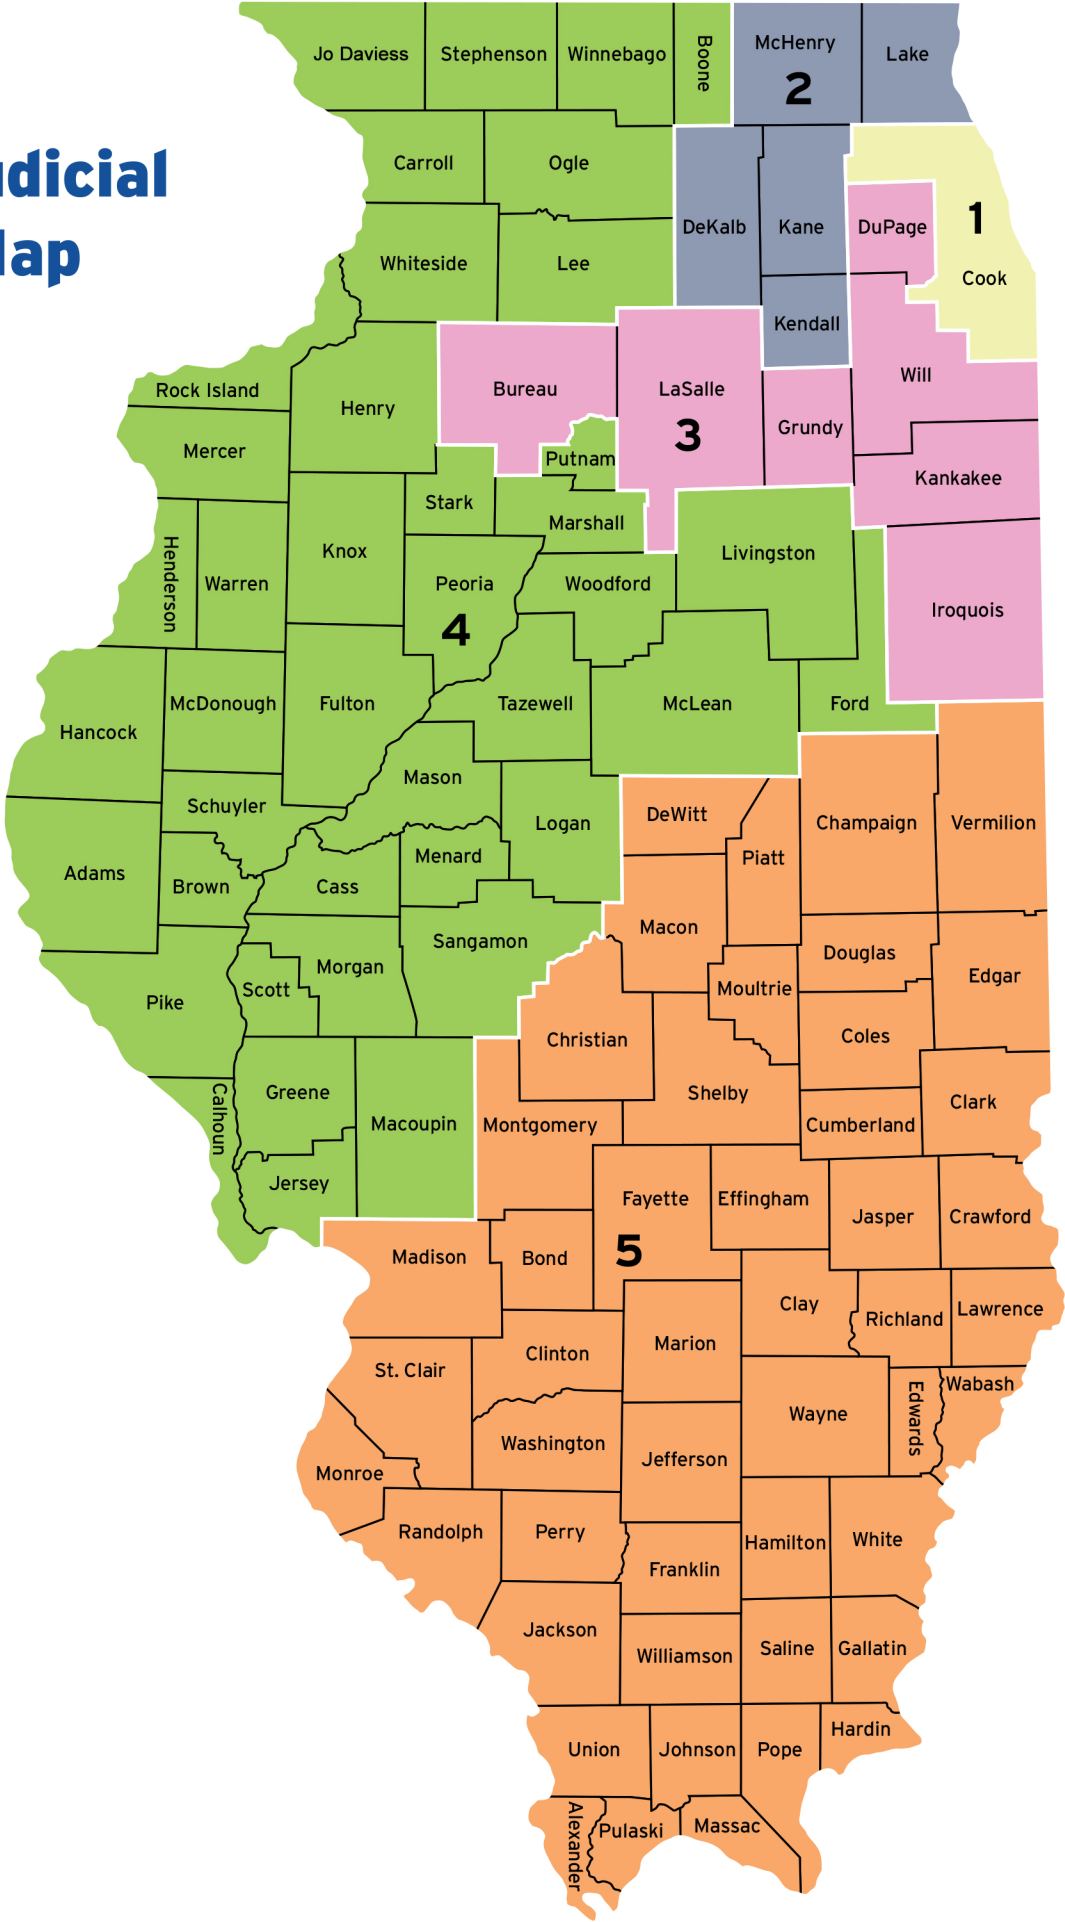 udicial
Map
Jo Daviess
Stephenson
Winnebago
Boone
McHenry
2
Lake
Carroll
Ogle
DeKalb
Kane
DuPage
1
Cook
Whiteside
Lee
Kendall
Rock Island
Henry
Bureau
LaSalle
3
Grundy
Will
Mercer
Putnam
Kankakee
Stark
Marshall
Henderson
Warren
Knox
Peoria
4
Woodford
Livingston
Iroquois
Hancock
McDonough
Fulton
Tazewell
McLean
Ford
Schuyler
Mason
Logan
DeWitt
Champaign
Vermilion
Adams
Brown
Cass
Menard
Piatt
Macon
Sangamon
Pike
Scott
Morgan
Christian
Moultrie
Douglas
Edgar
Coles
Calhoun
Greene
Macoupin
Montgomery
Shelby
Cumberland
Clark
Jersey
Fayette
5
Effingham
Jasper
Crawford
Madison
Bond
Clay
Richland
Lawrence
St. Clair
Clinton
Marion
Wayne
Edwards
Wabash
Monroe
Washington
Jefferson
Randolph
Perry
Franklin
Hamilton
White
Jackson
Williamson
Saline
Gallatin
Union
Johnson
Pope
Hardin
Alexander
Pulaski
Massac